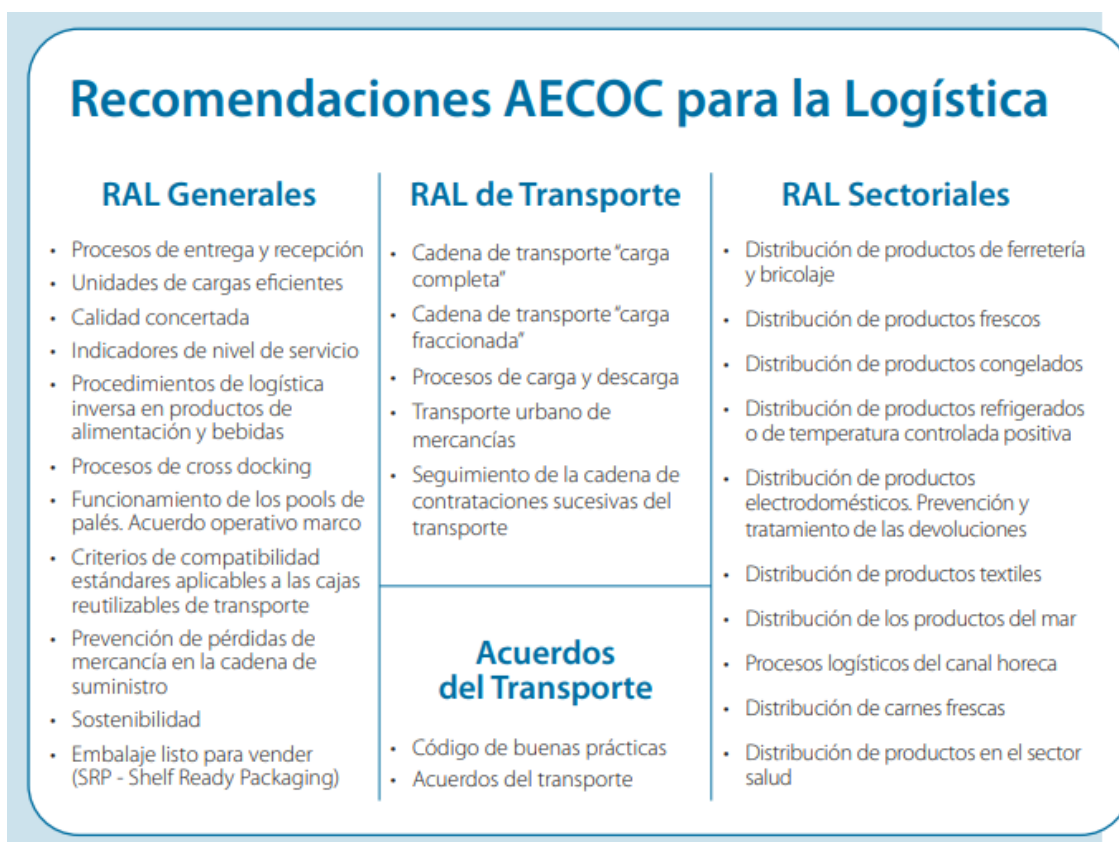 Recomendaciones AECOC para la Logística
RAL Generales
• Procesos de entrega y recepción
• Unidades de cargas eficientes
• Calidad concertada
• Indicadores de nivel de servicio
• Procedimientos de logística
inversa en productos de
alimentación y bebidas
• Procesos de cross docking
• Funcionamiento de los pools de
palés. Acuerdo operativo marco
• Criterios de compatibilidad
estándares aplicables a las cajas
reutilizables de transporte
• Prevención de pérdidas de
mercancía en la cadena de
suministro
• Sostenibilidad
• Embalaje listo para vender
(SRP - Shelf Ready Packaging)
RAL de Transporte
• Cadena de transporte "carga
completa"
• Cadena de transporte "carga
fraccionada"
• Procesos de carga y descarga
• Transporte urbano de
mercancías
• Seguimiento de la cadena de
contrataciones sucesivas del
transporte
Acuerdos
del Transporte
• Código de buenas prácticas
• Acuerdos del transporte
RAL Sectoriales
• Distribución de productos de ferretería
y bricolaje
• Distribución de productos frescos
• Distribución de productos congelados
• Distribución de productos refrigerados
o de temperatura controlada positiva
• Distribución de productos
electrodomésticos. Prevención y
tratamiento de las devoluciones
• Distribución de productos textiles
• Distribución de los productos del mar
• Procesos logísticos del canal horeca
• Distribución de carnes frescas
• Distribución de productos en el sector
salud